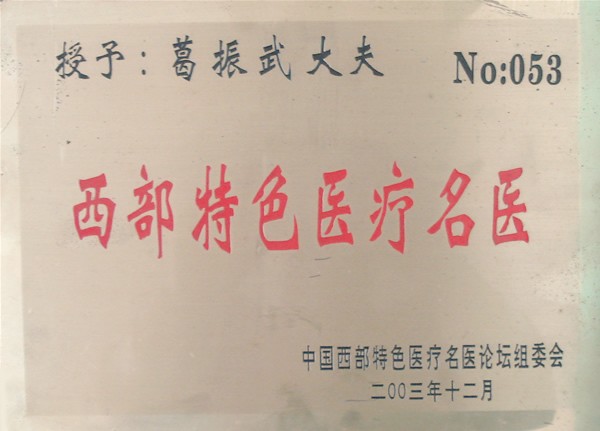 授予：葛振武大夫 No:053
西部特色医疗名医
中国西部特色医疗名医论坛组委会
二00三年十二月